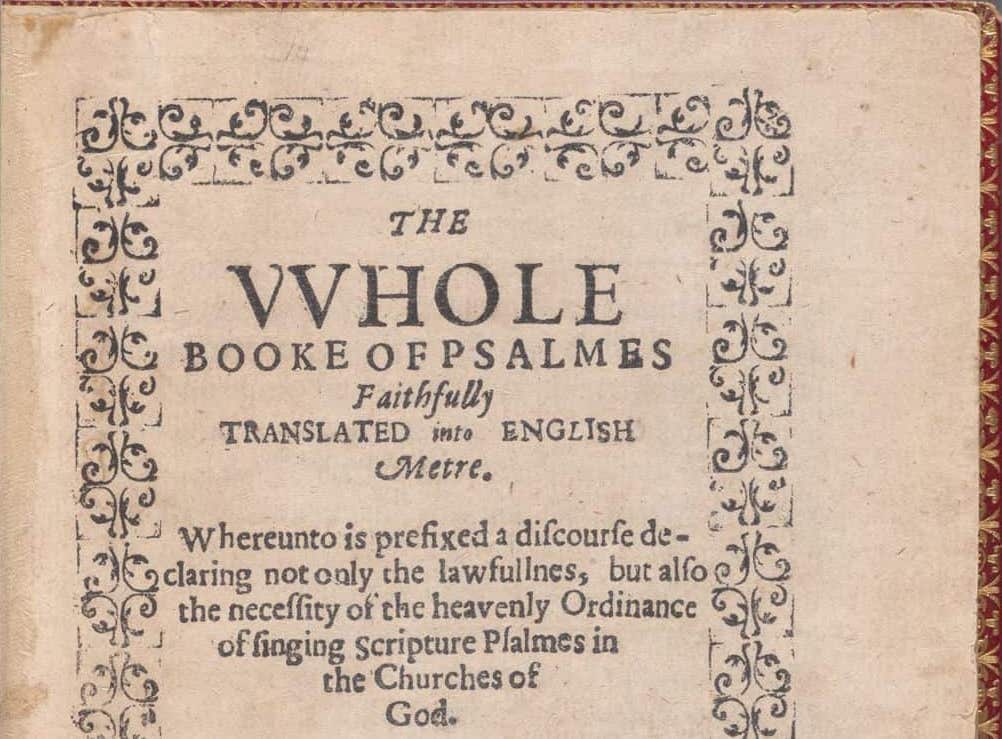 THE
VVHOLE
BOOKE OF PSALMES
Faithfully
TRANSLATED into ENGLISH
Metre.
Whereunto is prefixed a diſcourſe de-
claring not only the lawfullnes, but alſo
the neceſſity of the heavenly Ordinance
of ſinging Scripture Pſalmes in
the Churches of
God.